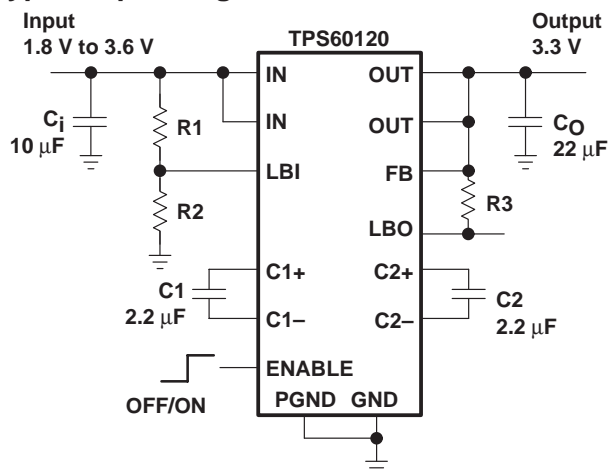 Input
1.8 V to 3.6 V
Output
3.3 V
TPS60120
IN
OUT
Ci
10 μF
R1
IN
OUT
CO
22 μF
LBI
FB
R2
R3
LBO
C1+
C2+
C1
2.2 μF
C2
2.2 μF
C1–
C2–
ENABLE
OFF/ON
PGND GND